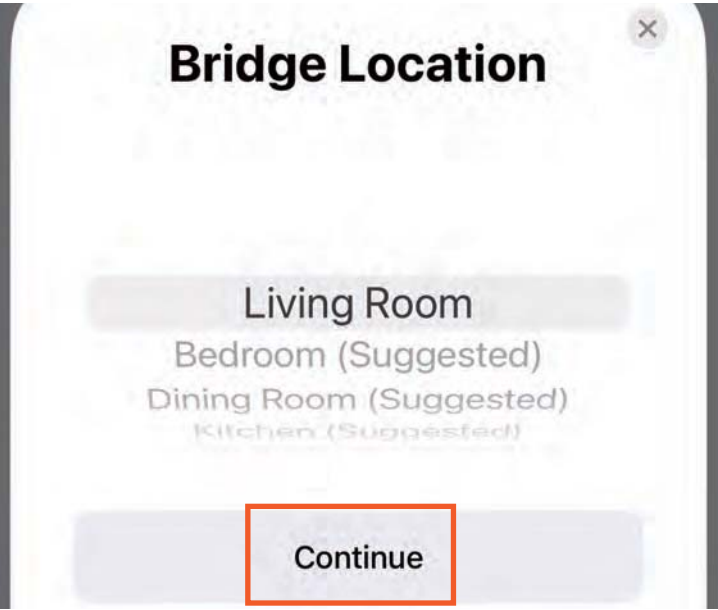 Bridge Location
Living Room
Bedroom (Suggested)
Dining Room (Suggested)
Kitchen (Suggested)
Continue